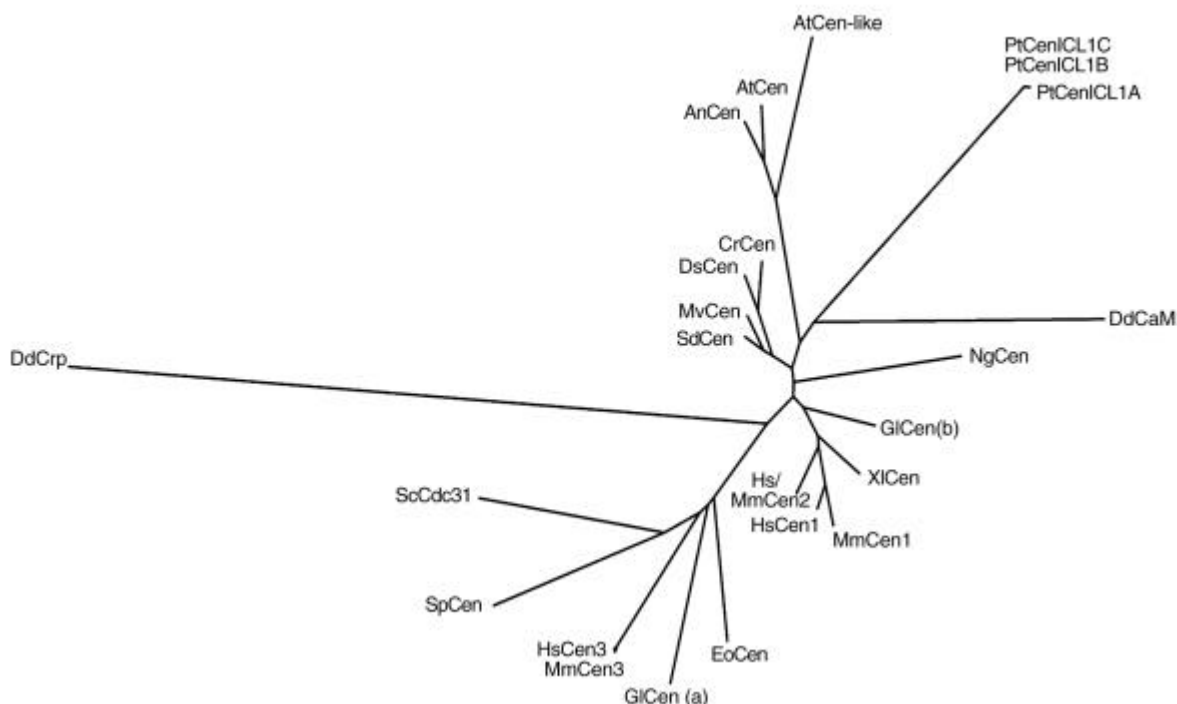 AtCen-like
PtCenICL1C
PtCenICL1B
PtCenICL1A
AtCen
AnCen
CrCen
DsCen
MvCen
SdCen
DdCaM
DdCrp
NgCen
GlCen(b)
XlCen
Hs/
MmCen2
HsCen1
MmCen1
ScCdc31
SpCen
HsCen3
MmCen3
EoCen
GlCen (a)